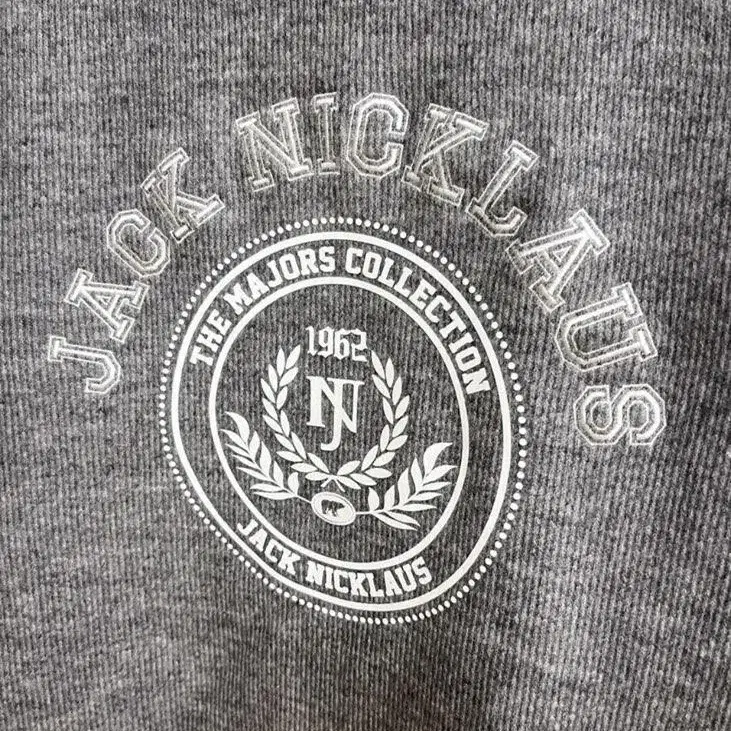 JACK NICKLAUS
THE MAJORS COLLECTION
1962
NJ
JACK NICKLAUS